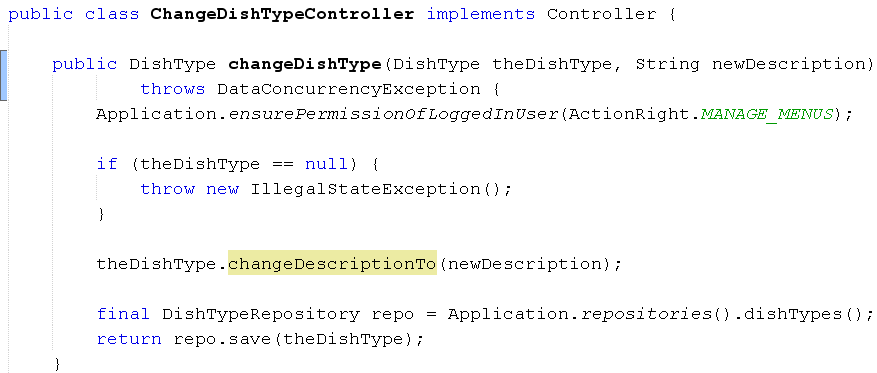 public class ChangeDishTypeController implements Controller {
public DishType changeDishType(DishType theDishType, String newDescription)
throws DataConcurrencyException {
Application.ensurePermissionOfLoggedInUser(ActionRight.MANAGE_MENUS);
if (theDishType == null) {
throw new IllegalStateException();
}
theDishType.changeDescriptionTo(newDescription);
final DishTypeRepository repo = Application.repositories().dishTypes();
return repo.save(theDishType);
}